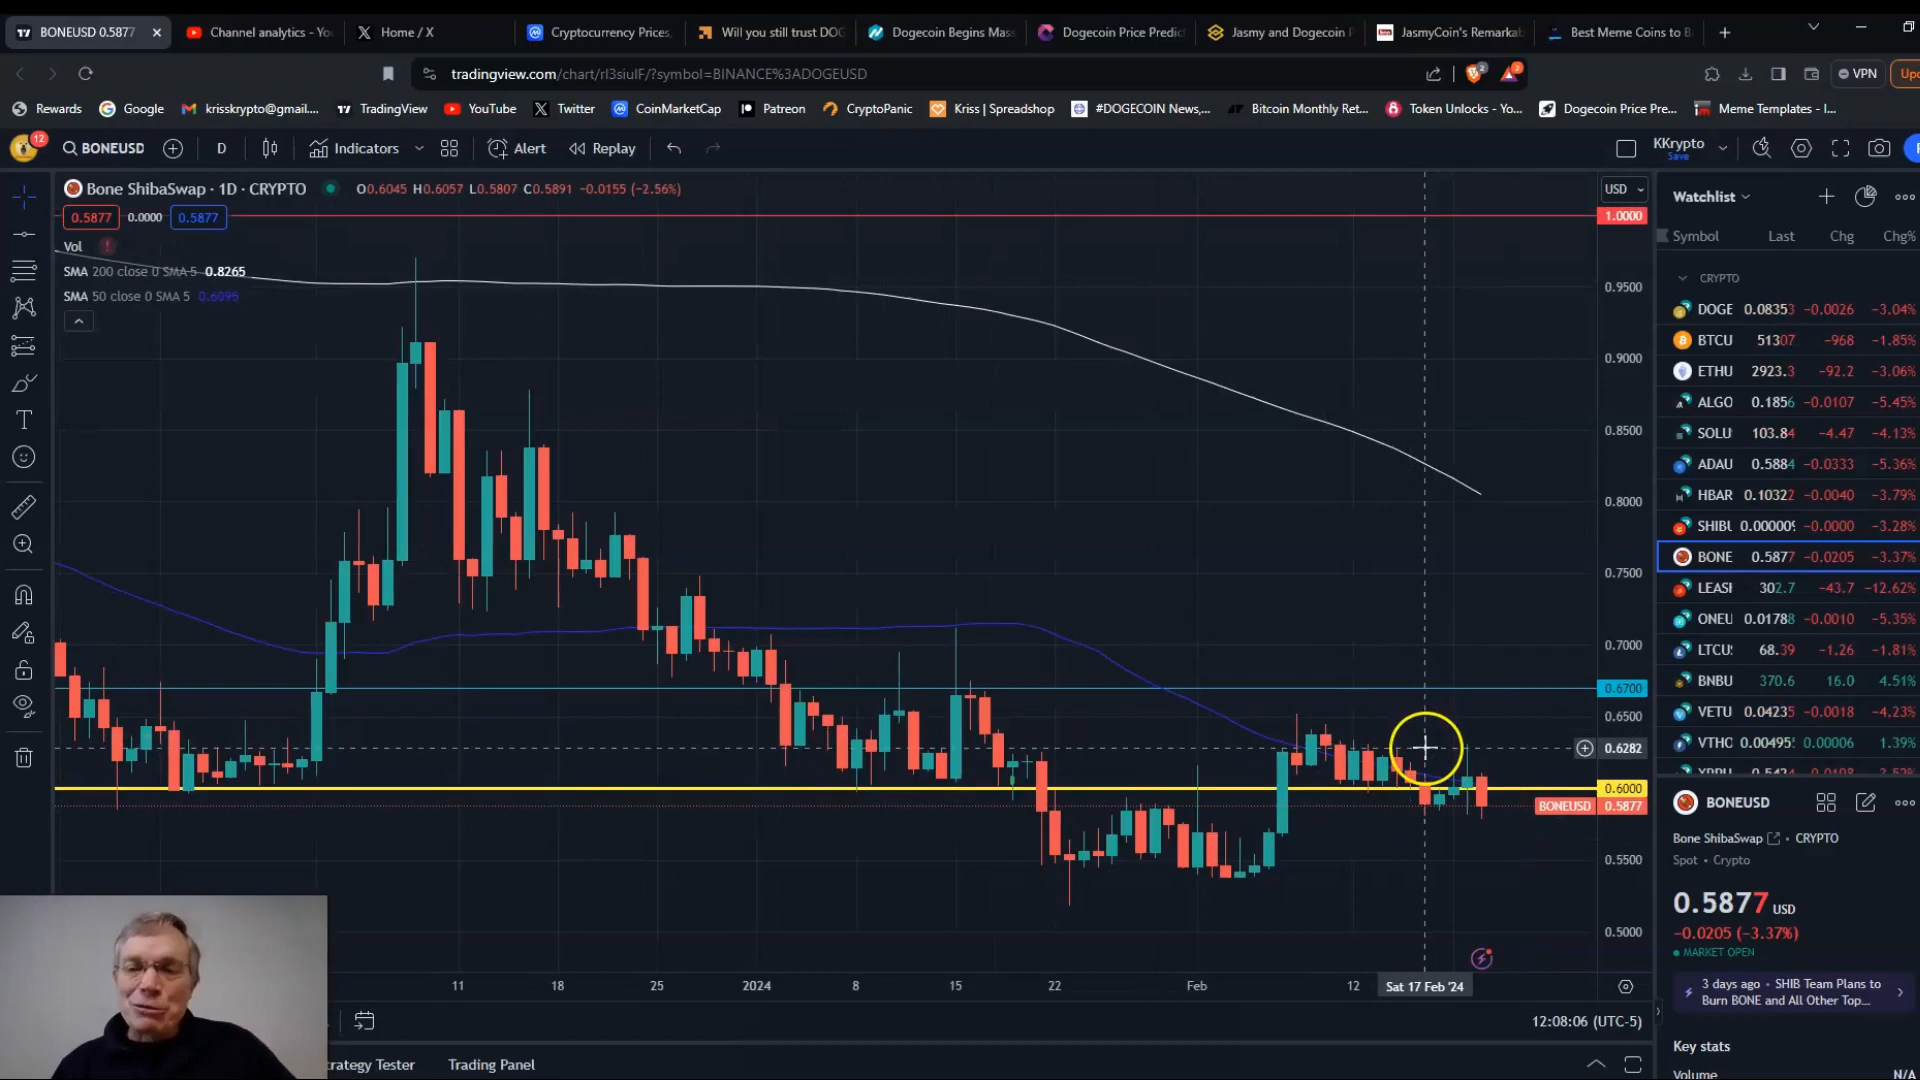 BONEUSD 0.5877
Channel analytics - You
Home / X
Cryptocurrency Prices,
Will you still trust DOG
Dogecoin Begins Mass
Dogecoin Price Predict
Jasmy and Dogecoin P
JasmyCoin's Remarkab
Best Meme Coins to B
tradingview.com/chart/rl3siulF/?symbol=BINANCE%3ADOGEUSD
2
2
VPN
Upd
Rewards
Google
krisskrypto@gmail....
TradingView
YouTube
Twitter
CoinMarketCap
Patreon
CryptoPanic
Kriss | Spreadshop
#DOGECOIN News,...
Bitcoin Monthly Ret...
Token Unlocks - Yo...
Dogecoin Price Pre...
Meme Templates - I...
12
BONEUSD
D
Indicators
Alert
Replay
KKrypto
Save
Bone ShibaSwap · 1D · CRYPTO
O0.6045 H0.6057 L0.5807 C0.5891 −0.0155 (−2.56%)
0.5877
0.0000
0.5877
Vol
SMA 200 close 0 SMA 5 0.8265
SMA 50 close 0 SMA 5 0.6095
USD
1.0000
0.9500
0.9000
0.8500
0.8000
0.7500
0.7000
0.6700
0.6500
0.6282
0.6000
BONEUSD 0.5877
0.5500
0.5000
11
18
25
2024
8
15
22
Feb
12
Sat 17 Feb '24
12:08:06 (UTC-5)
trategy Tester
Trading Panel
Watchlist
Symbol Last Chg Chg%
CRYPTO
DOGE 0.08353 −0.0026 −3.04%
BTCU 51307 −968 −1.85%
ETHU 2923.3 −92.2 −3.06%
ALGO 0.1856 −0.0107 −5.45%
SOLU 103.84 −4.47 −4.13%
ADAU 0.5884 −0.0333 −5.36%
HBAR 0.10322 −0.0040 −3.79%
SHIBU 0.000009 −0.0000 −3.28%
BONE 0.5877 −0.0205 −3.37%
LEASH 302.7 −43.7 −12.62%
ONEU 0.01788 −0.0010 −5.35%
LTCU 68.39 −1.26 −1.81%
BNBU 370.6 16.0 4.51%
VETU 0.04235 −0.0018 −4.23%
VTHO 0.00495 0.00006 1.39%
BONEUSD
Bone ShibaSwap • CRYPTO
Spot • Crypto
0.5877 USD
−0.0205 (−3.37%)
MARKET OPEN
3 days ago • SHIB Team Plans to
Burn BONE and All Other Top...
Key stats
Volume N/A